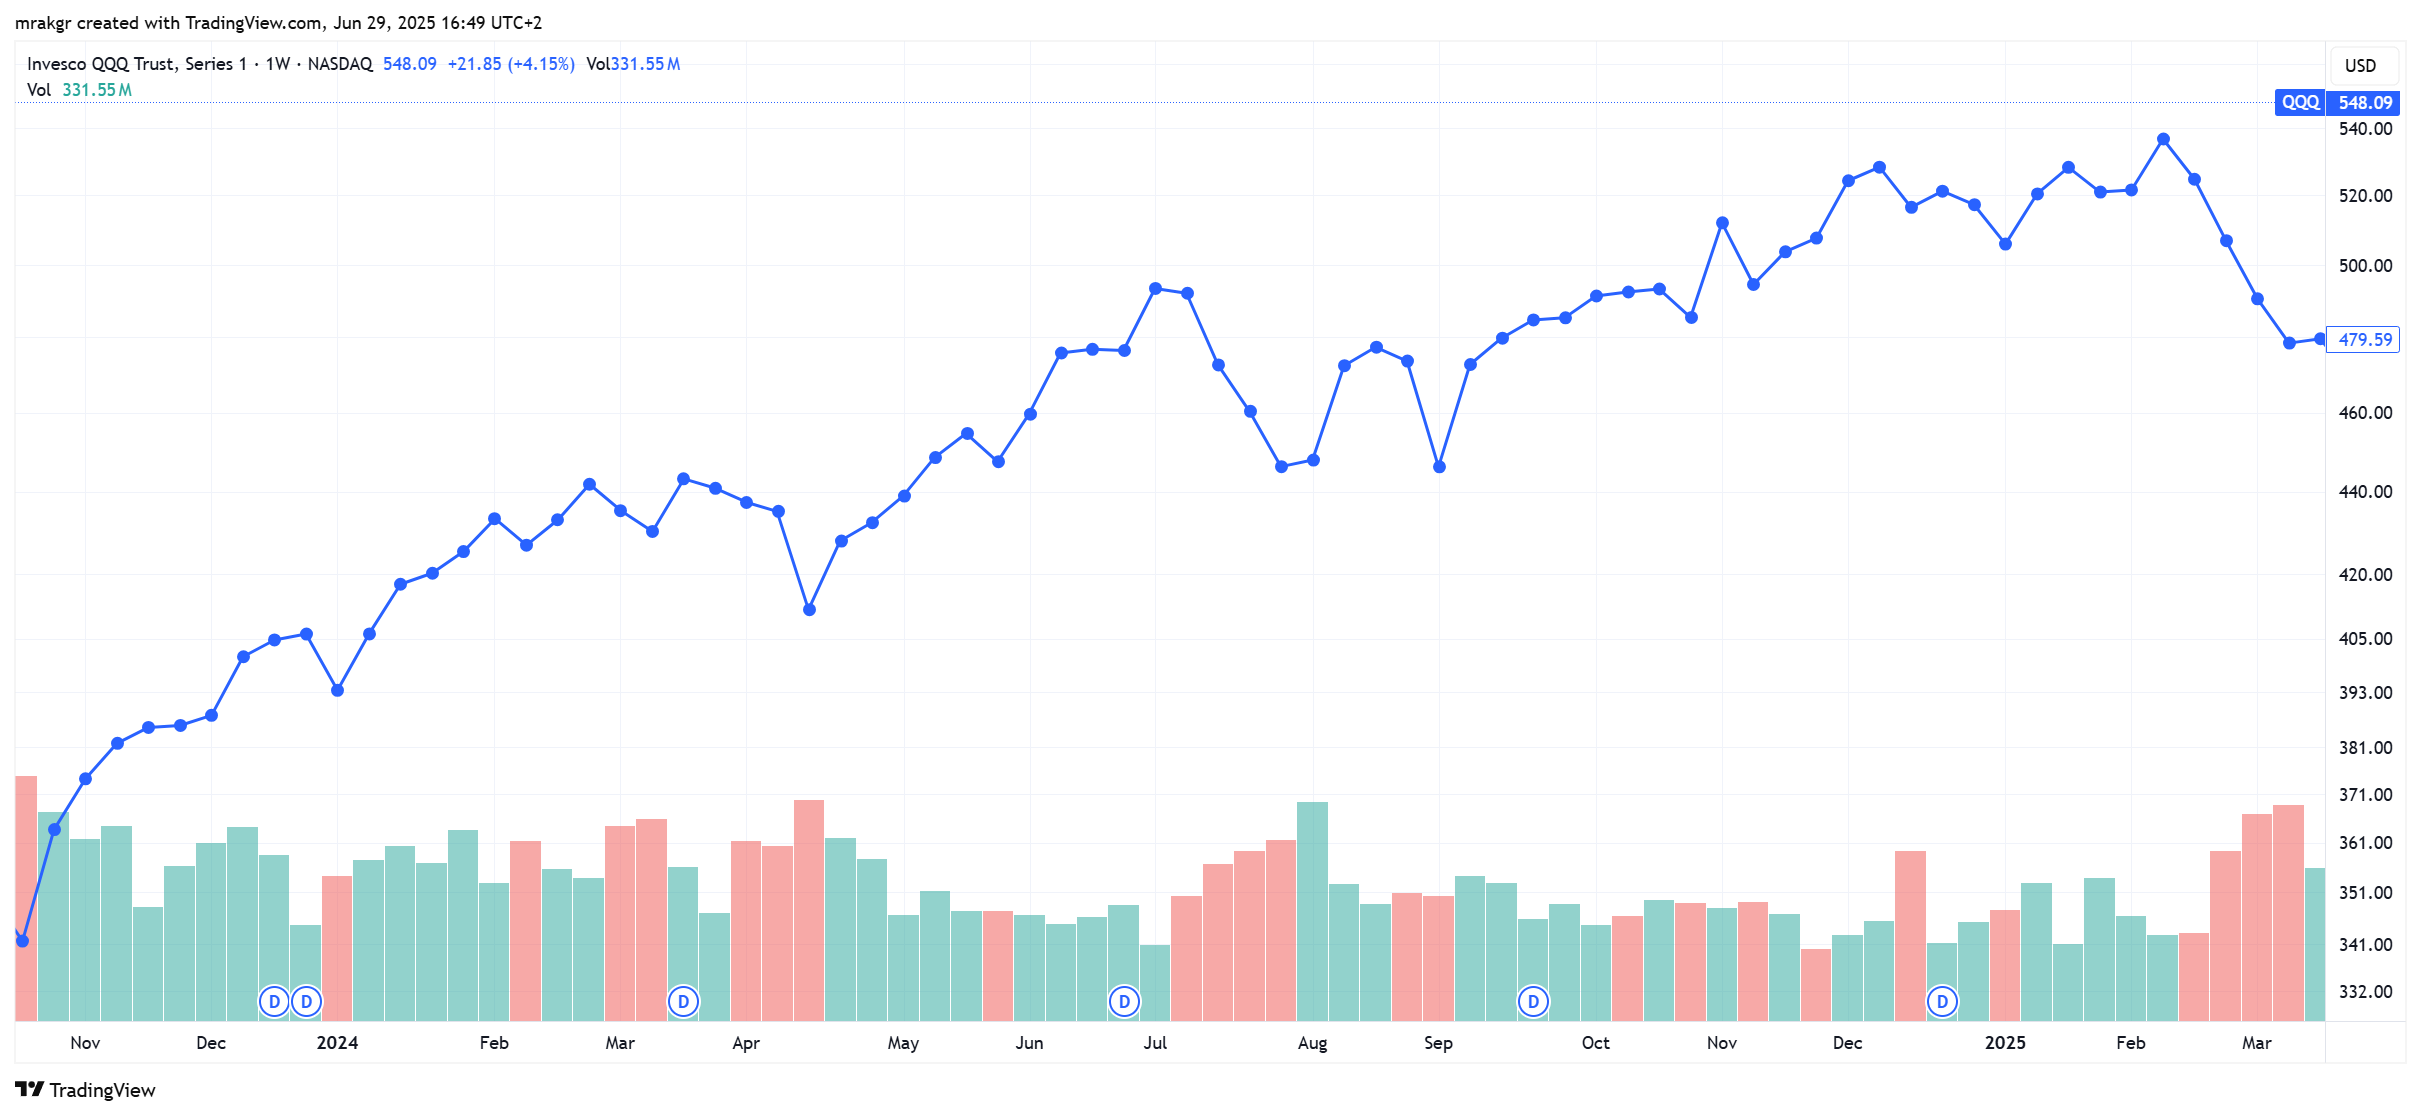 mrakgr created with TradingView.com, Jun 29, 2025 16:49 UTC+2
Invesco QQQ Trust, Series 1 · 1W · NASDAQ 548.09 +21.85 (+4.15%) Vol331.55M
Vol 331.55M
USD
QQQ 548.09
540.00
520.00
500.00
479.59
460.00
440.00
420.00
405.00
393.00
381.00
371.00
361.00
351.00
341.00
332.00
D D D D D D
Nov Dec 2024 Feb Mar Apr May Jun Jul Aug Sep Oct Nov Dec 2025 Feb Mar
TradingView